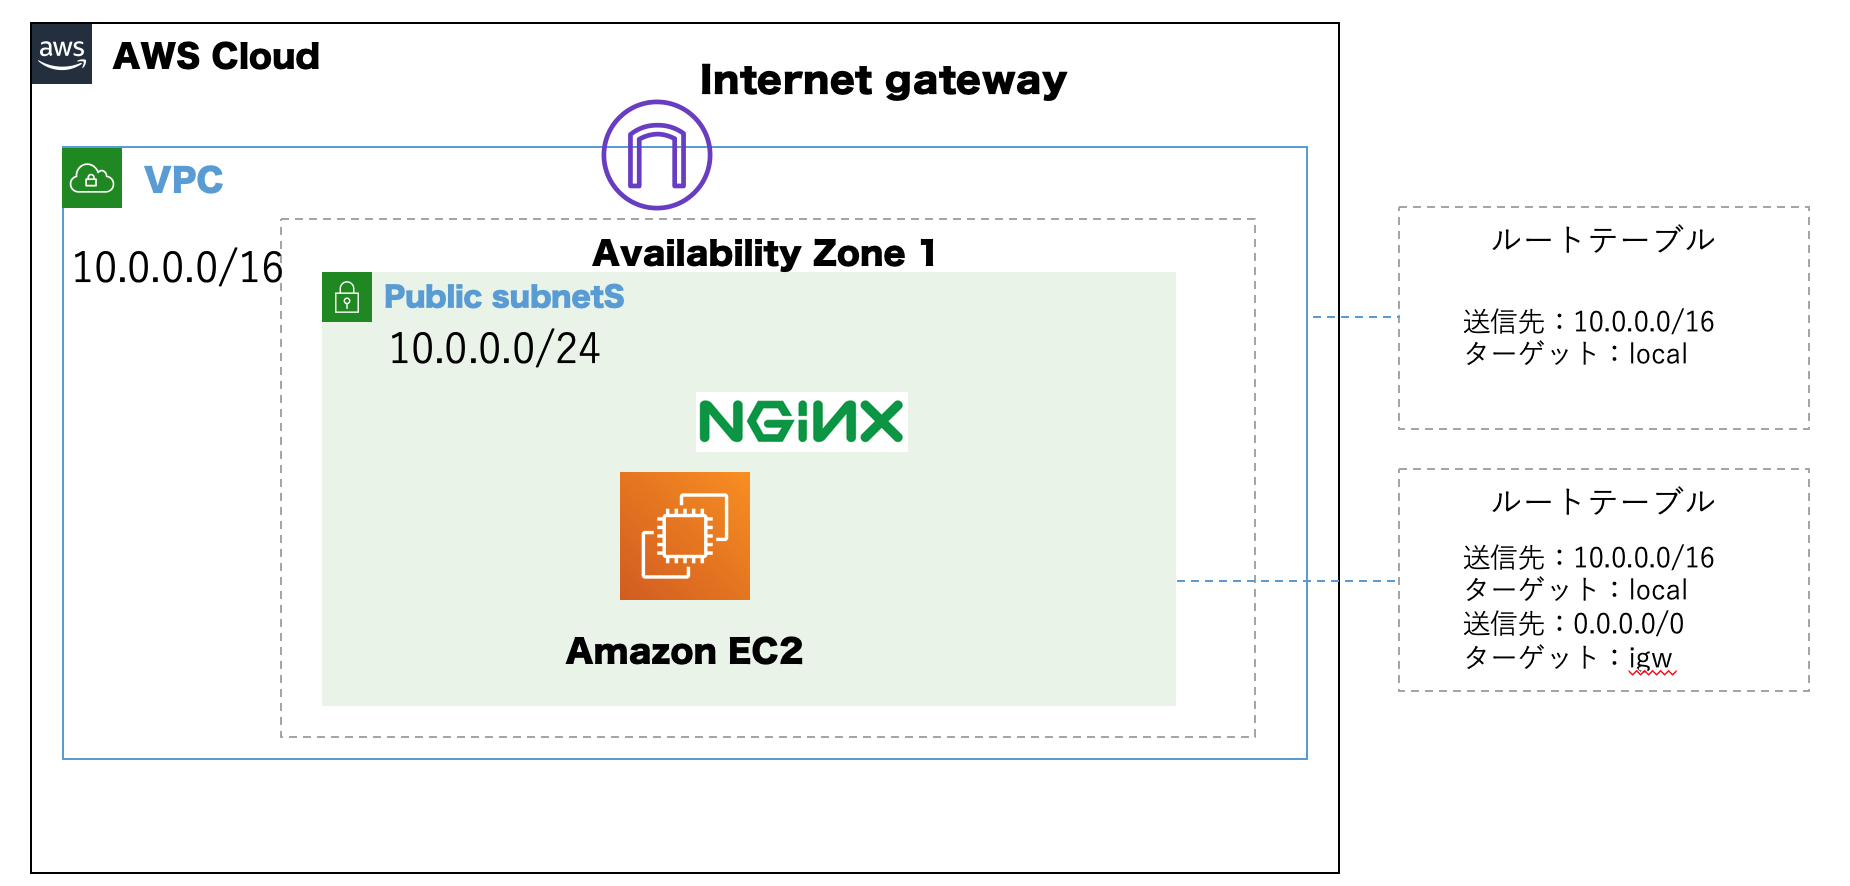 aws
AWS Cloud
Internet gateway
VPC
10.0.0.0/16
Availability Zone 1
Public subnetS
10.0.0.0/24
NGiNX
Amazon EC2
ルートテーブル
送信先：10.0.0.0/16
ターゲット：local
ルートテーブル
送信先：10.0.0.0/16
ターゲット：local
送信先：0.0.0.0/0
ターゲット：igw